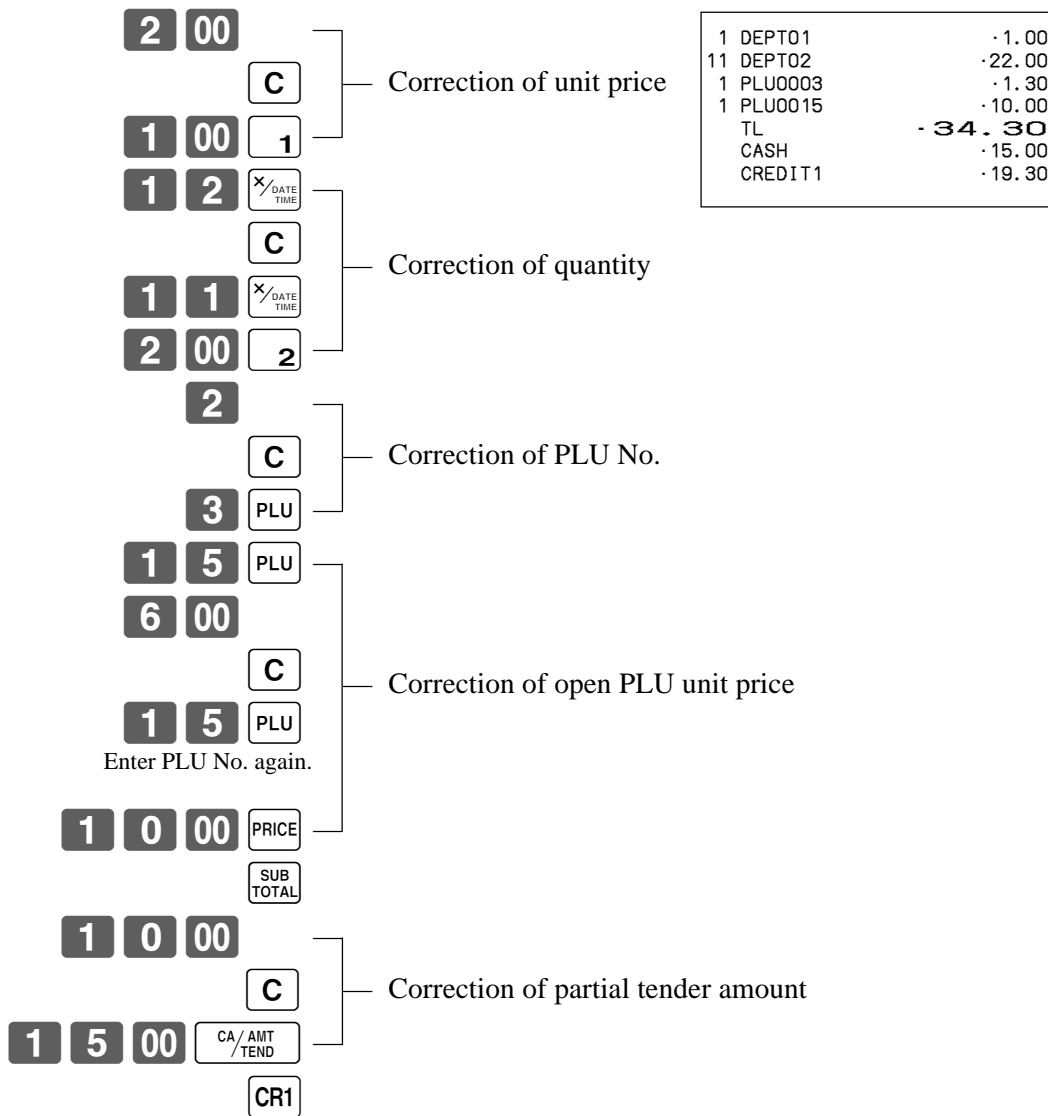 2 00
C
Correction of unit price
1 00 1
1 2 ×/DATE TIME
C
Correction of quantity
1 1 ×/DATE TIME
2 00 2
2
C
Correction of PLU No.
3 PLU
1 5 PLU
6 00
C
Correction of open PLU unit price
1 5 PLU
Enter PLU No. again.
1 0 00 PRICE
SUB TOTAL
1 0 00
C
Correction of partial tender amount
1 5 00 CA/AMT/TEND
CR1
1 DEPT01 ·1.00
11 DEPT02 ·22.00
1 PLU0003 ·1.30
1 PLU0015 ·10.00
TL ·34.30
CASH ·15.00
CREDIT1 ·19.30